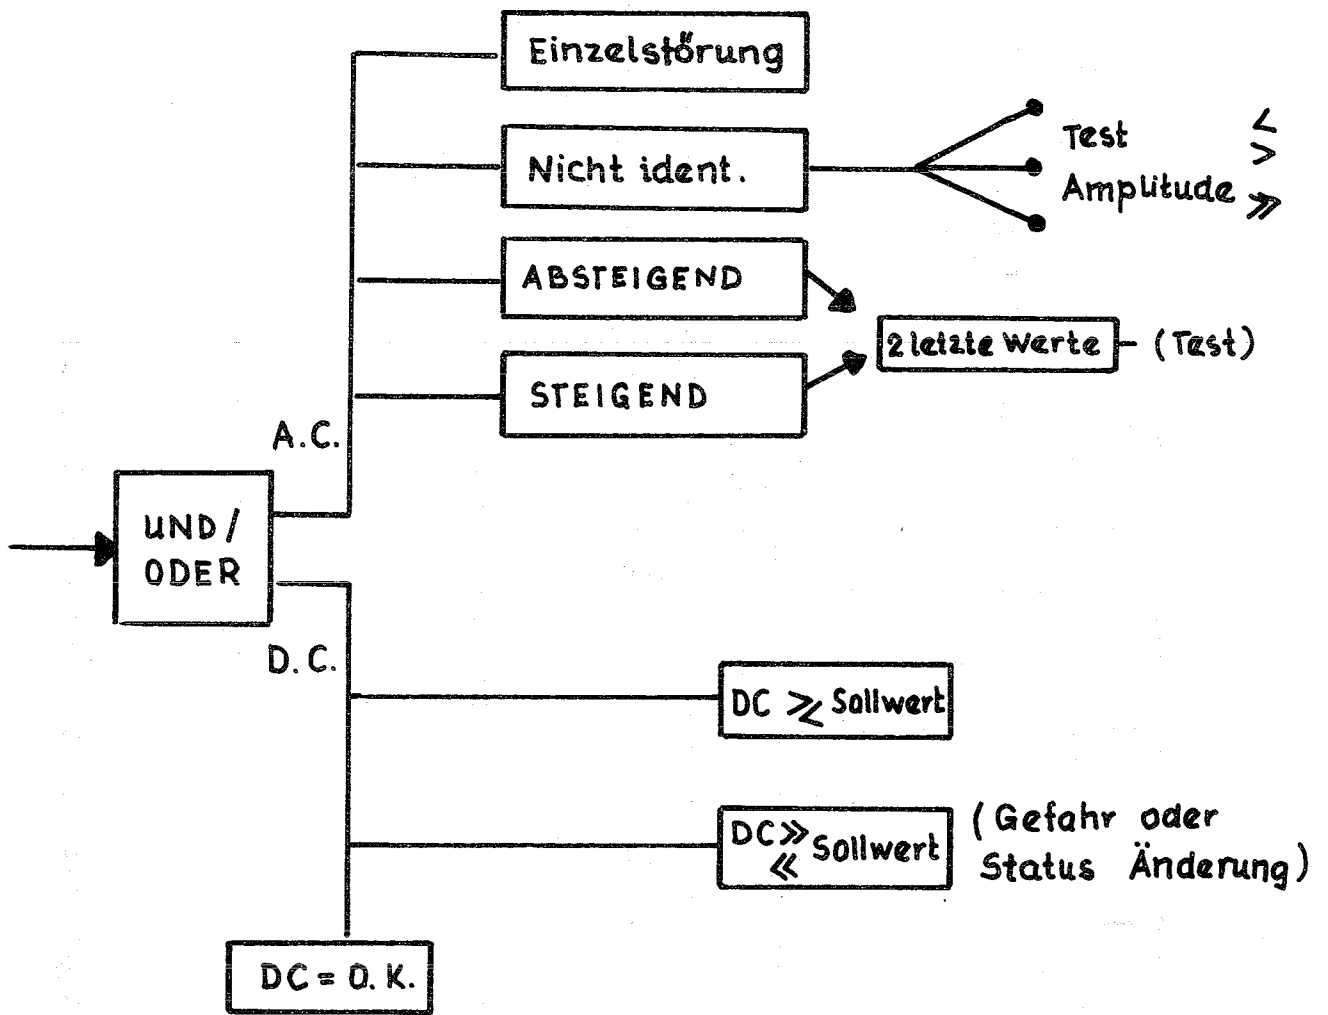 Einzelstörung
Nicht ident.
Test <
>
Amplitude >>
ABSTEIGEND
2 letzte Werte
(Test)
STEIGEND
A.C.
UND/
ODER
D.C.
DC ≷ Sollwert
DC >> Sollwert
<<
(Gefahr oder
Status Änderung)
DC = O.K.